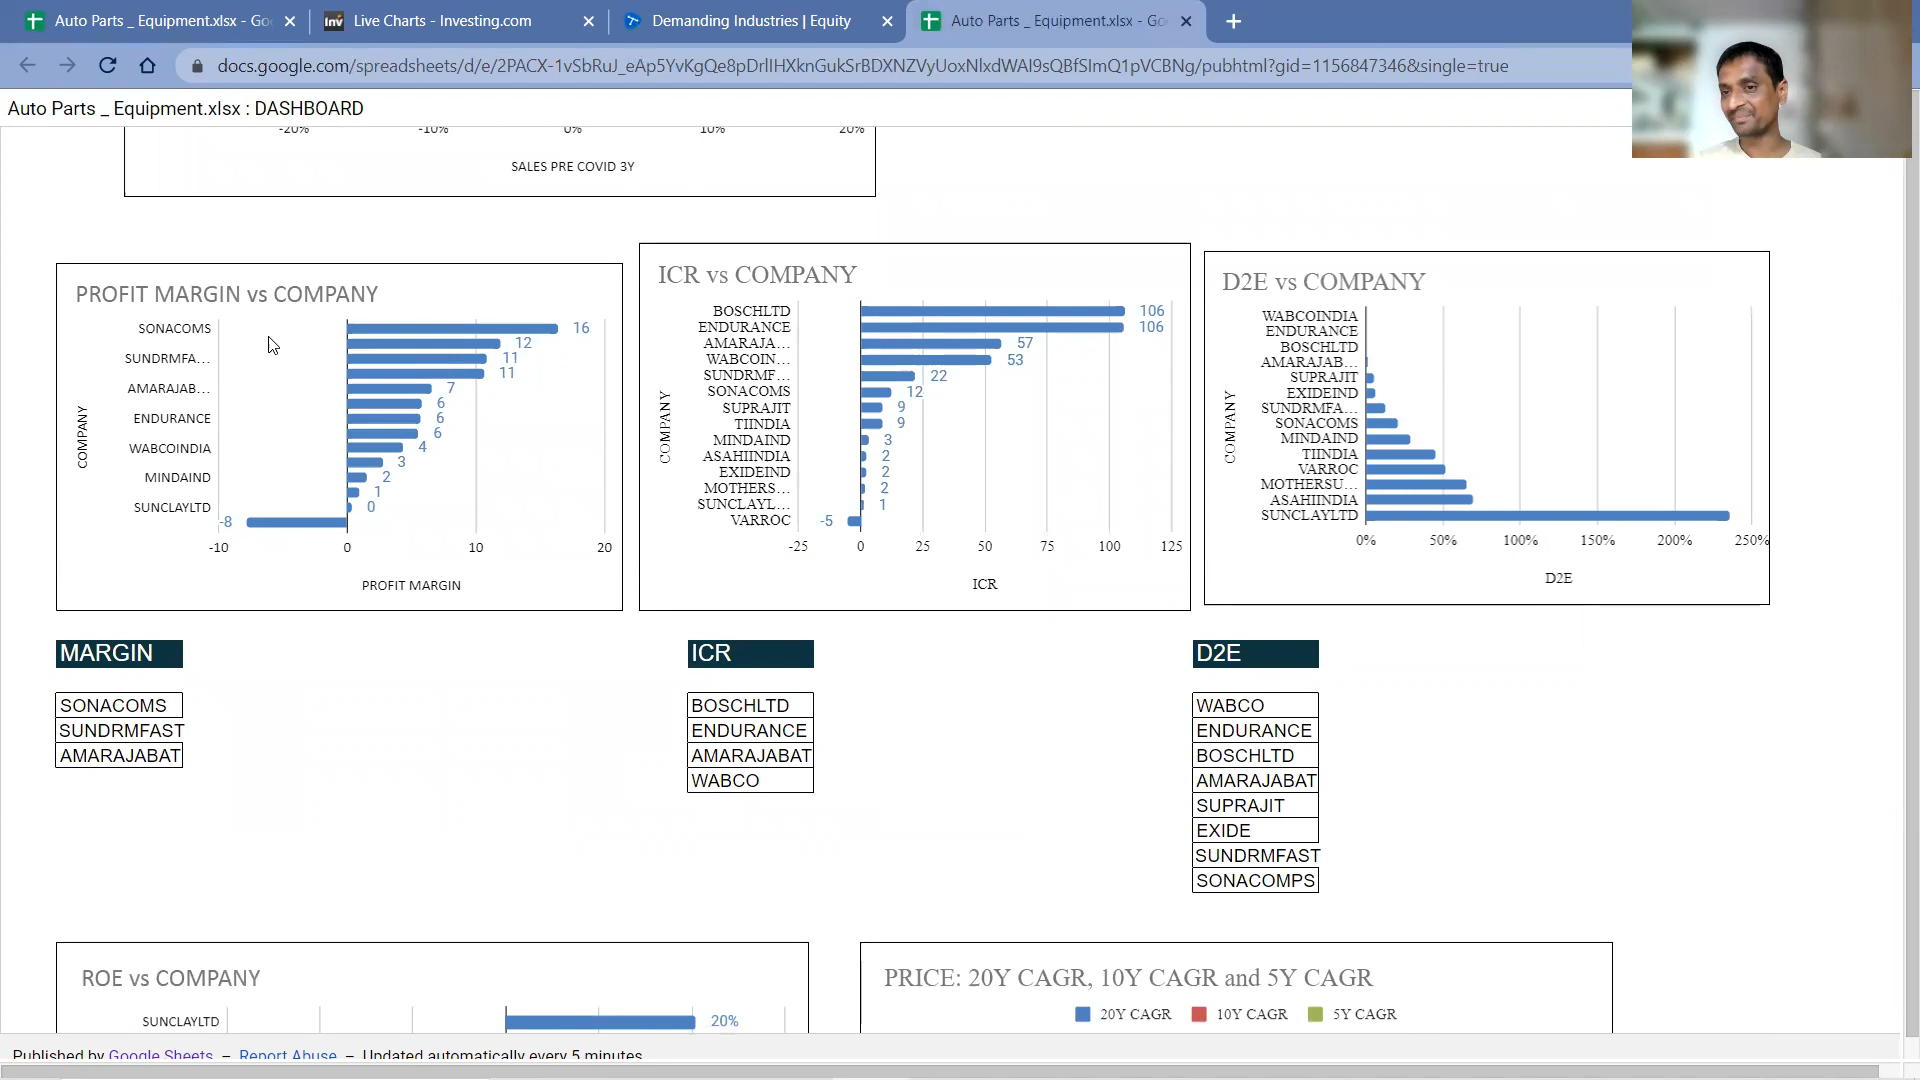 Auto Parts _ Equipment.xlsx - Go
Live Charts - Investing.com
Demanding Industries | Equity
Auto Parts _ Equipment.xlsx - Go
docs.google.com/spreadsheets/d/e/2PACX-1vSbRuJ_eAp5YvKgQe8pDrlIHXknGukSrBDXNZVyUoxNlxdWAI9sQBfSImQ1pVCBNg/pubhtml?gid=1156847346&single=true
Auto Parts _ Equipment.xlsx : DASHBOARD
-20% -10% 0% 10% 20%
SALES PRE COVID 3Y
PROFIT MARGIN vs COMPANY
COMPANY
SONACOMS 16
12
SUNDRMFA... 11
11
AMARAJAB... 7
6
ENDURANCE 6
6
WABCOINDIA 4
3
MINDAIND 2
1
SUNCLAYLTD 0
-8
-10 0 10 20
PROFIT MARGIN
ICR vs COMPANY
COMPANY
BOSCHLTD 106
ENDURANCE 106
AMARAJA... 57
WABCOIN... 53
SUNDRMF... 22
SONACOMS 12
SUPRAJIT 9
TIINDIA 9
MINDAIND 3
ASAHIINDIA 2
EXIDEIND 2
MOTHERS... 2
SUNCLAYL... 1
VARROC -5
-25 0 25 50 75 100 125
ICR
D2E vs COMPANY
COMPANY
WABCOINDIA
ENDURANCE
BOSCHLTD
AMARAJAB...
SUPRAJIT
EXIDEIND
SUNDRMFA...
SONACOMS
MINDAIND
TIINDIA
VARROC
MOTHERSU...
ASAHIINDIA
SUNCLAYLTD
0% 50% 100% 150% 200% 250%
D2E
MARGIN
SONACOMS
SUNDRMFAST
AMARAJABAT
ICR
BOSCHLTD
ENDURANCE
AMARAJABAT
WABCO
D2E
WABCO
ENDURANCE
BOSCHLTD
AMARAJABAT
SUPRAJIT
EXIDE
SUNDRMFAST
SONACOMPS
ROE vs COMPANY
SUNCLAYLTD 20%
PRICE: 20Y CAGR, 10Y CAGR and 5Y CAGR
20Y CAGR 10Y CAGR 5Y CAGR
Published by Google Sheets – Report Abuse – Updated automatically every 5 minutes